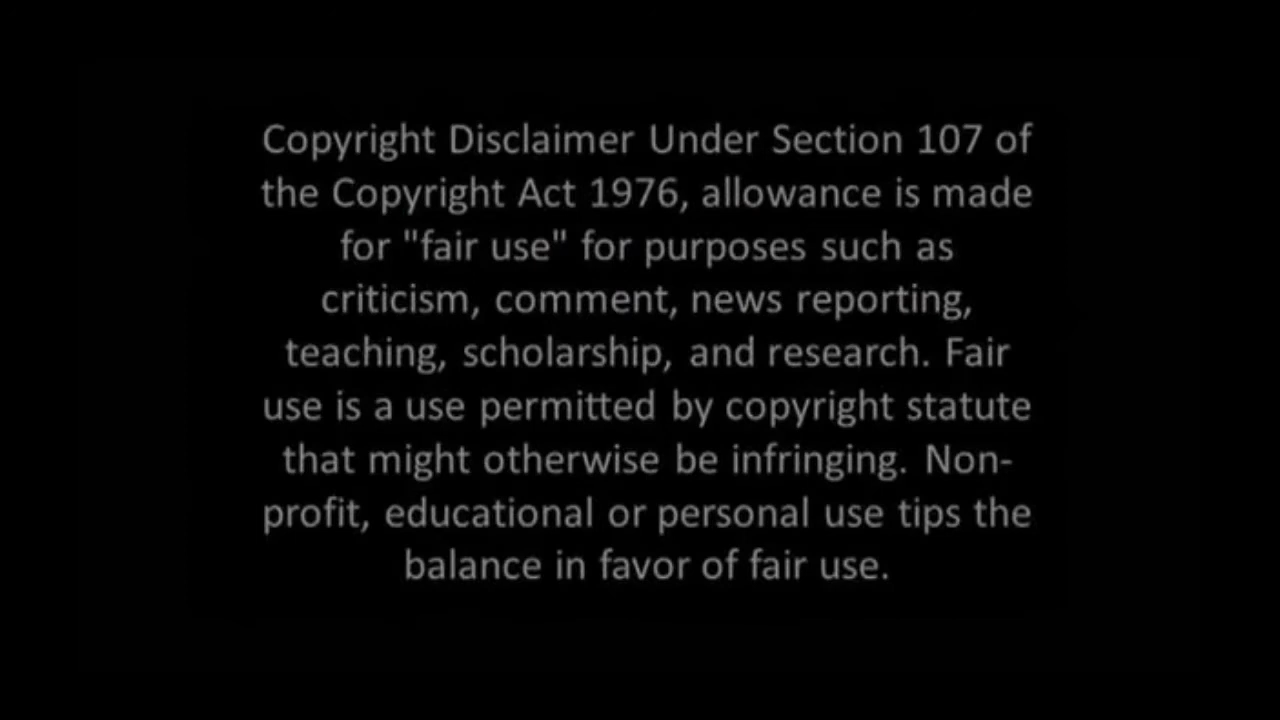 Copyright Disclaimer Under Section 107 of
the Copyright Act 1976, allowance is made
for "fair use" for purposes such as
criticism, comment, news reporting,
teaching, scholarship, and research. Fair
use is a use permitted by copyright statute
that might otherwise be infringing. Non-
profit, educational or personal use tips the
balance in favor of fair use.